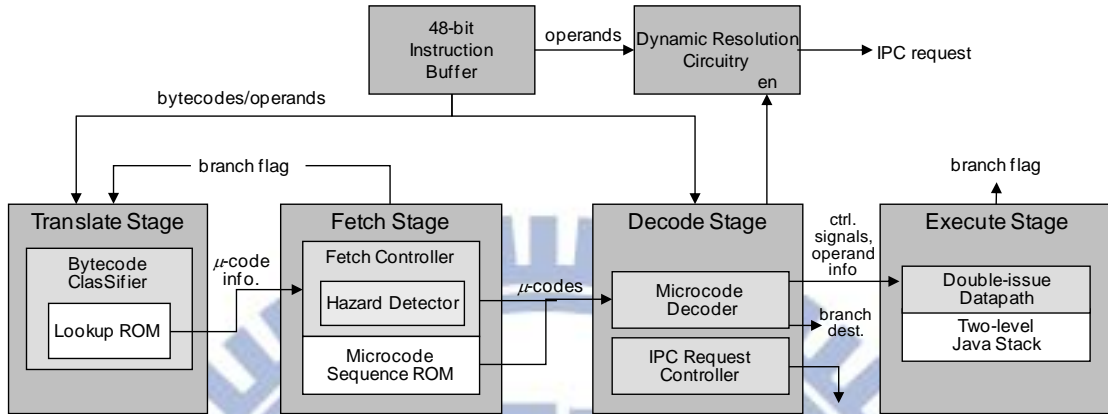 48-bit
Instruction
Buffer
operands
Dynamic Resolution
Circuitry
en
IPC request
bytecodes/operands
branch flag
branch flag
Translate Stage
Bytecode
ClasSifier
Lookup ROM
μ-code
info.
Fetch Stage
Fetch Controller
Hazard Detector
Microcode
Sequence ROM
μ-codes
Decode Stage
Microcode
Decoder
IPC Request
Controller
ctrl.
signals,
operand
info
branch
dest.
Execute Stage
Double-issue
Datapath
Two-level
Java Stack